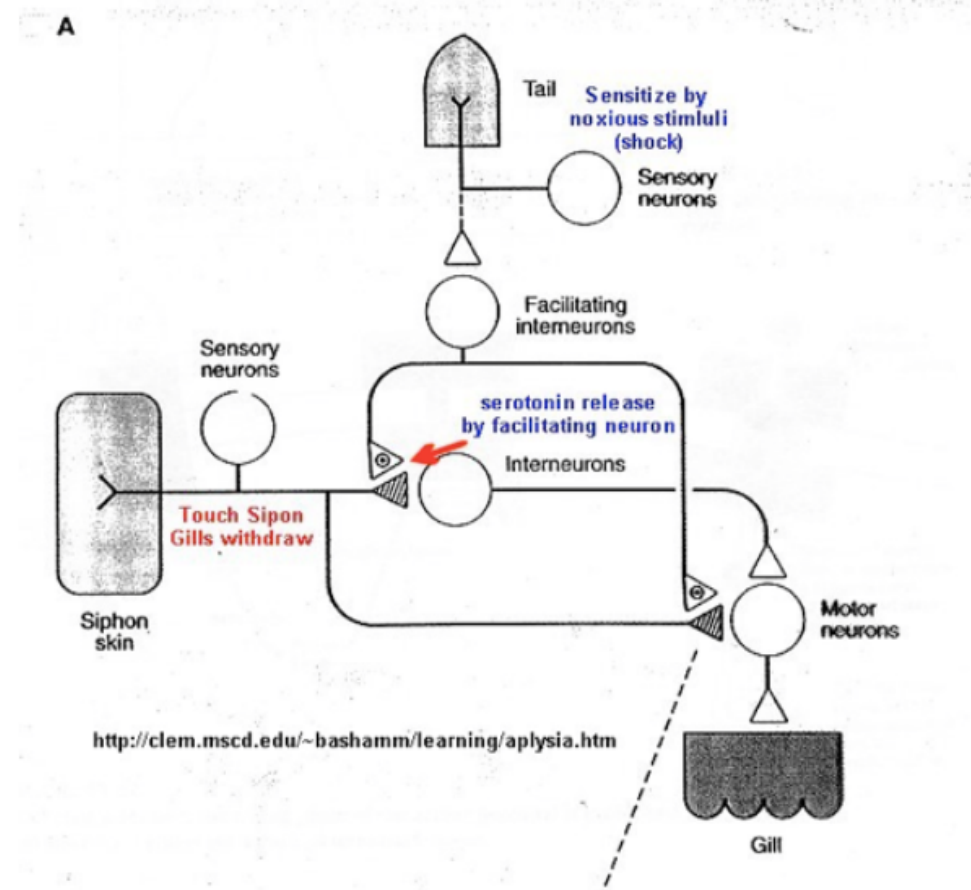 A
Tail
Sensitize by
noxious stimluli
(shock)
Sensory
neurons
Facilitating
interneurons
Sensory
neurons
serotonin release
by facilitating neuron
Interneurons
Touch Sipon
Gills withdraw
Siphon
skin
Motor
neurons
http://clem.mscd.edu/~bashamm/learning/aplysia.htm
Gill